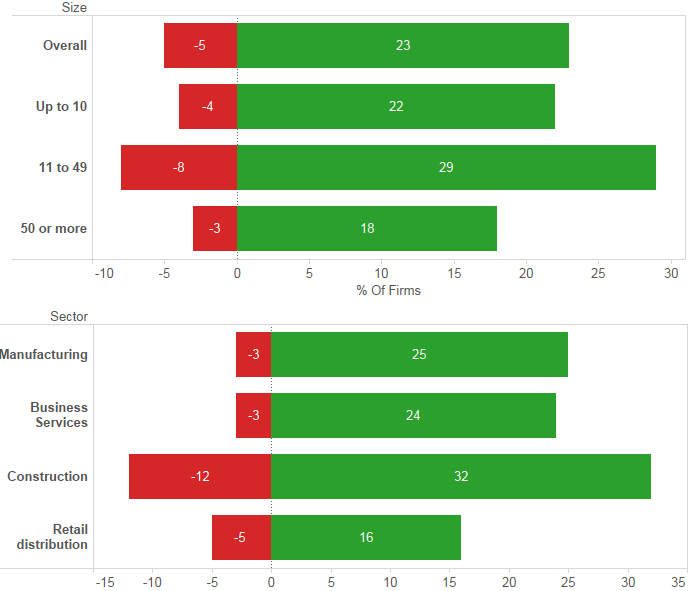 Size
Overall -5 23
Up to 10 -4 22
11 to 49 -8 29
50 or more -3 18
-10 -5 0 5 10 15 20 25 30
% Of Firms
Sector
Manufacturing -3 25
Business
Services -3 24
Construction -12 32
Retail
distribution -5 16
-15 -10 -5 0 5 10 15 20 25 30 35